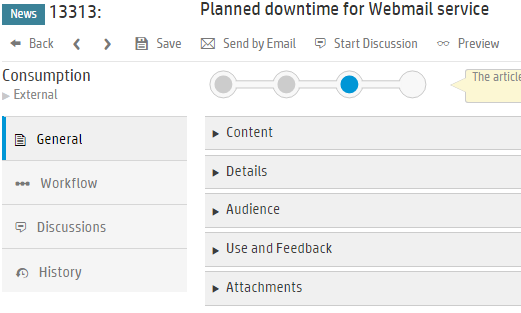 News 13313: Planned downtime for Webmail service
Back Save Send by Email Start Discussion Preview
Consumption
External
The article
General
Workflow
Discussions
History
Content
Details
Audience
Use and Feedback
Attachments